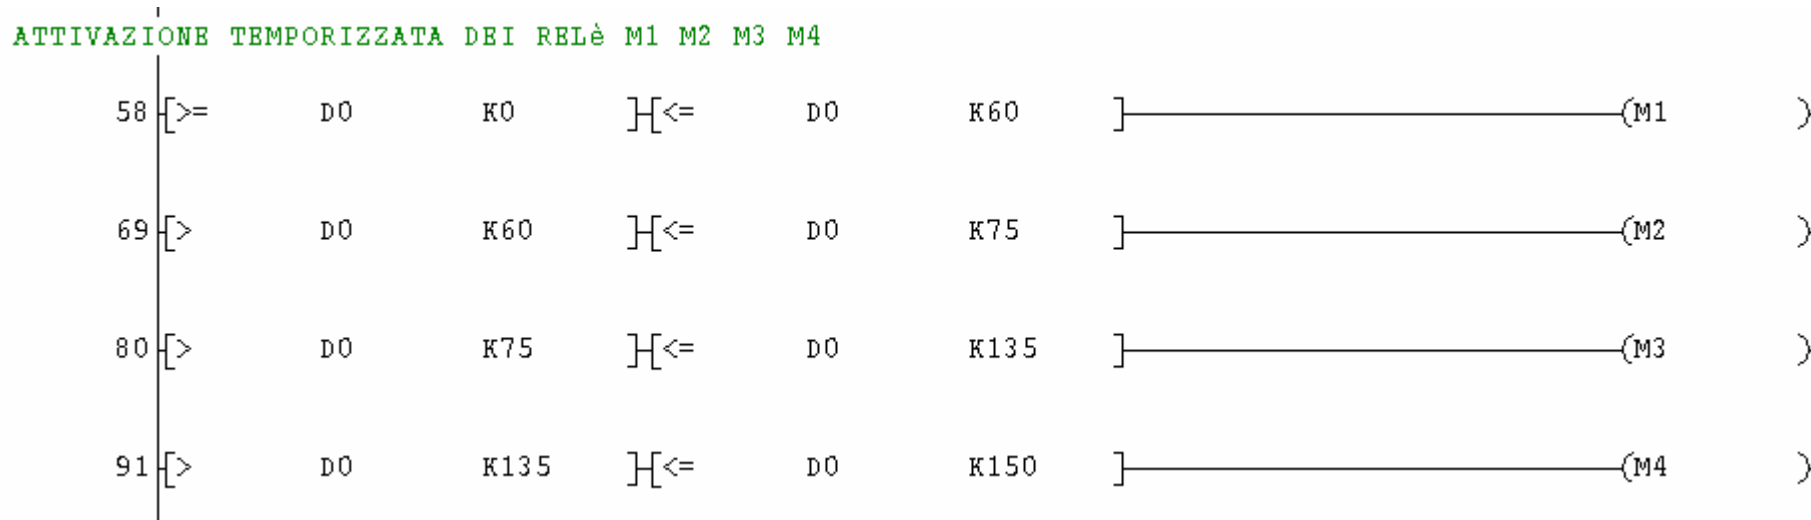 ATTIVAZIONE TEMPORIZZATA DEI RELè M1 M2 M3 M4
58 [>= D0 K0 ][<= D0 K60 ] (M1 )
69 [> D0 K60 ][<= D0 K75 ] (M2 )
80 [> D0 K75 ][<= D0 K135 ] (M3 )
91 [> D0 K135 ][<= D0 K150 ] (M4 )